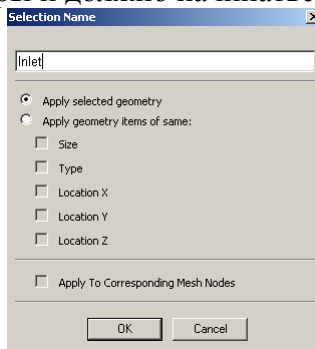 Selection Name
Inlet
Apply selected geometry
Apply geometry items of same:
Size
Type
Location X
Location Y
Location Z
Apply To Corresponding Mesh Nodes
OK Cancel